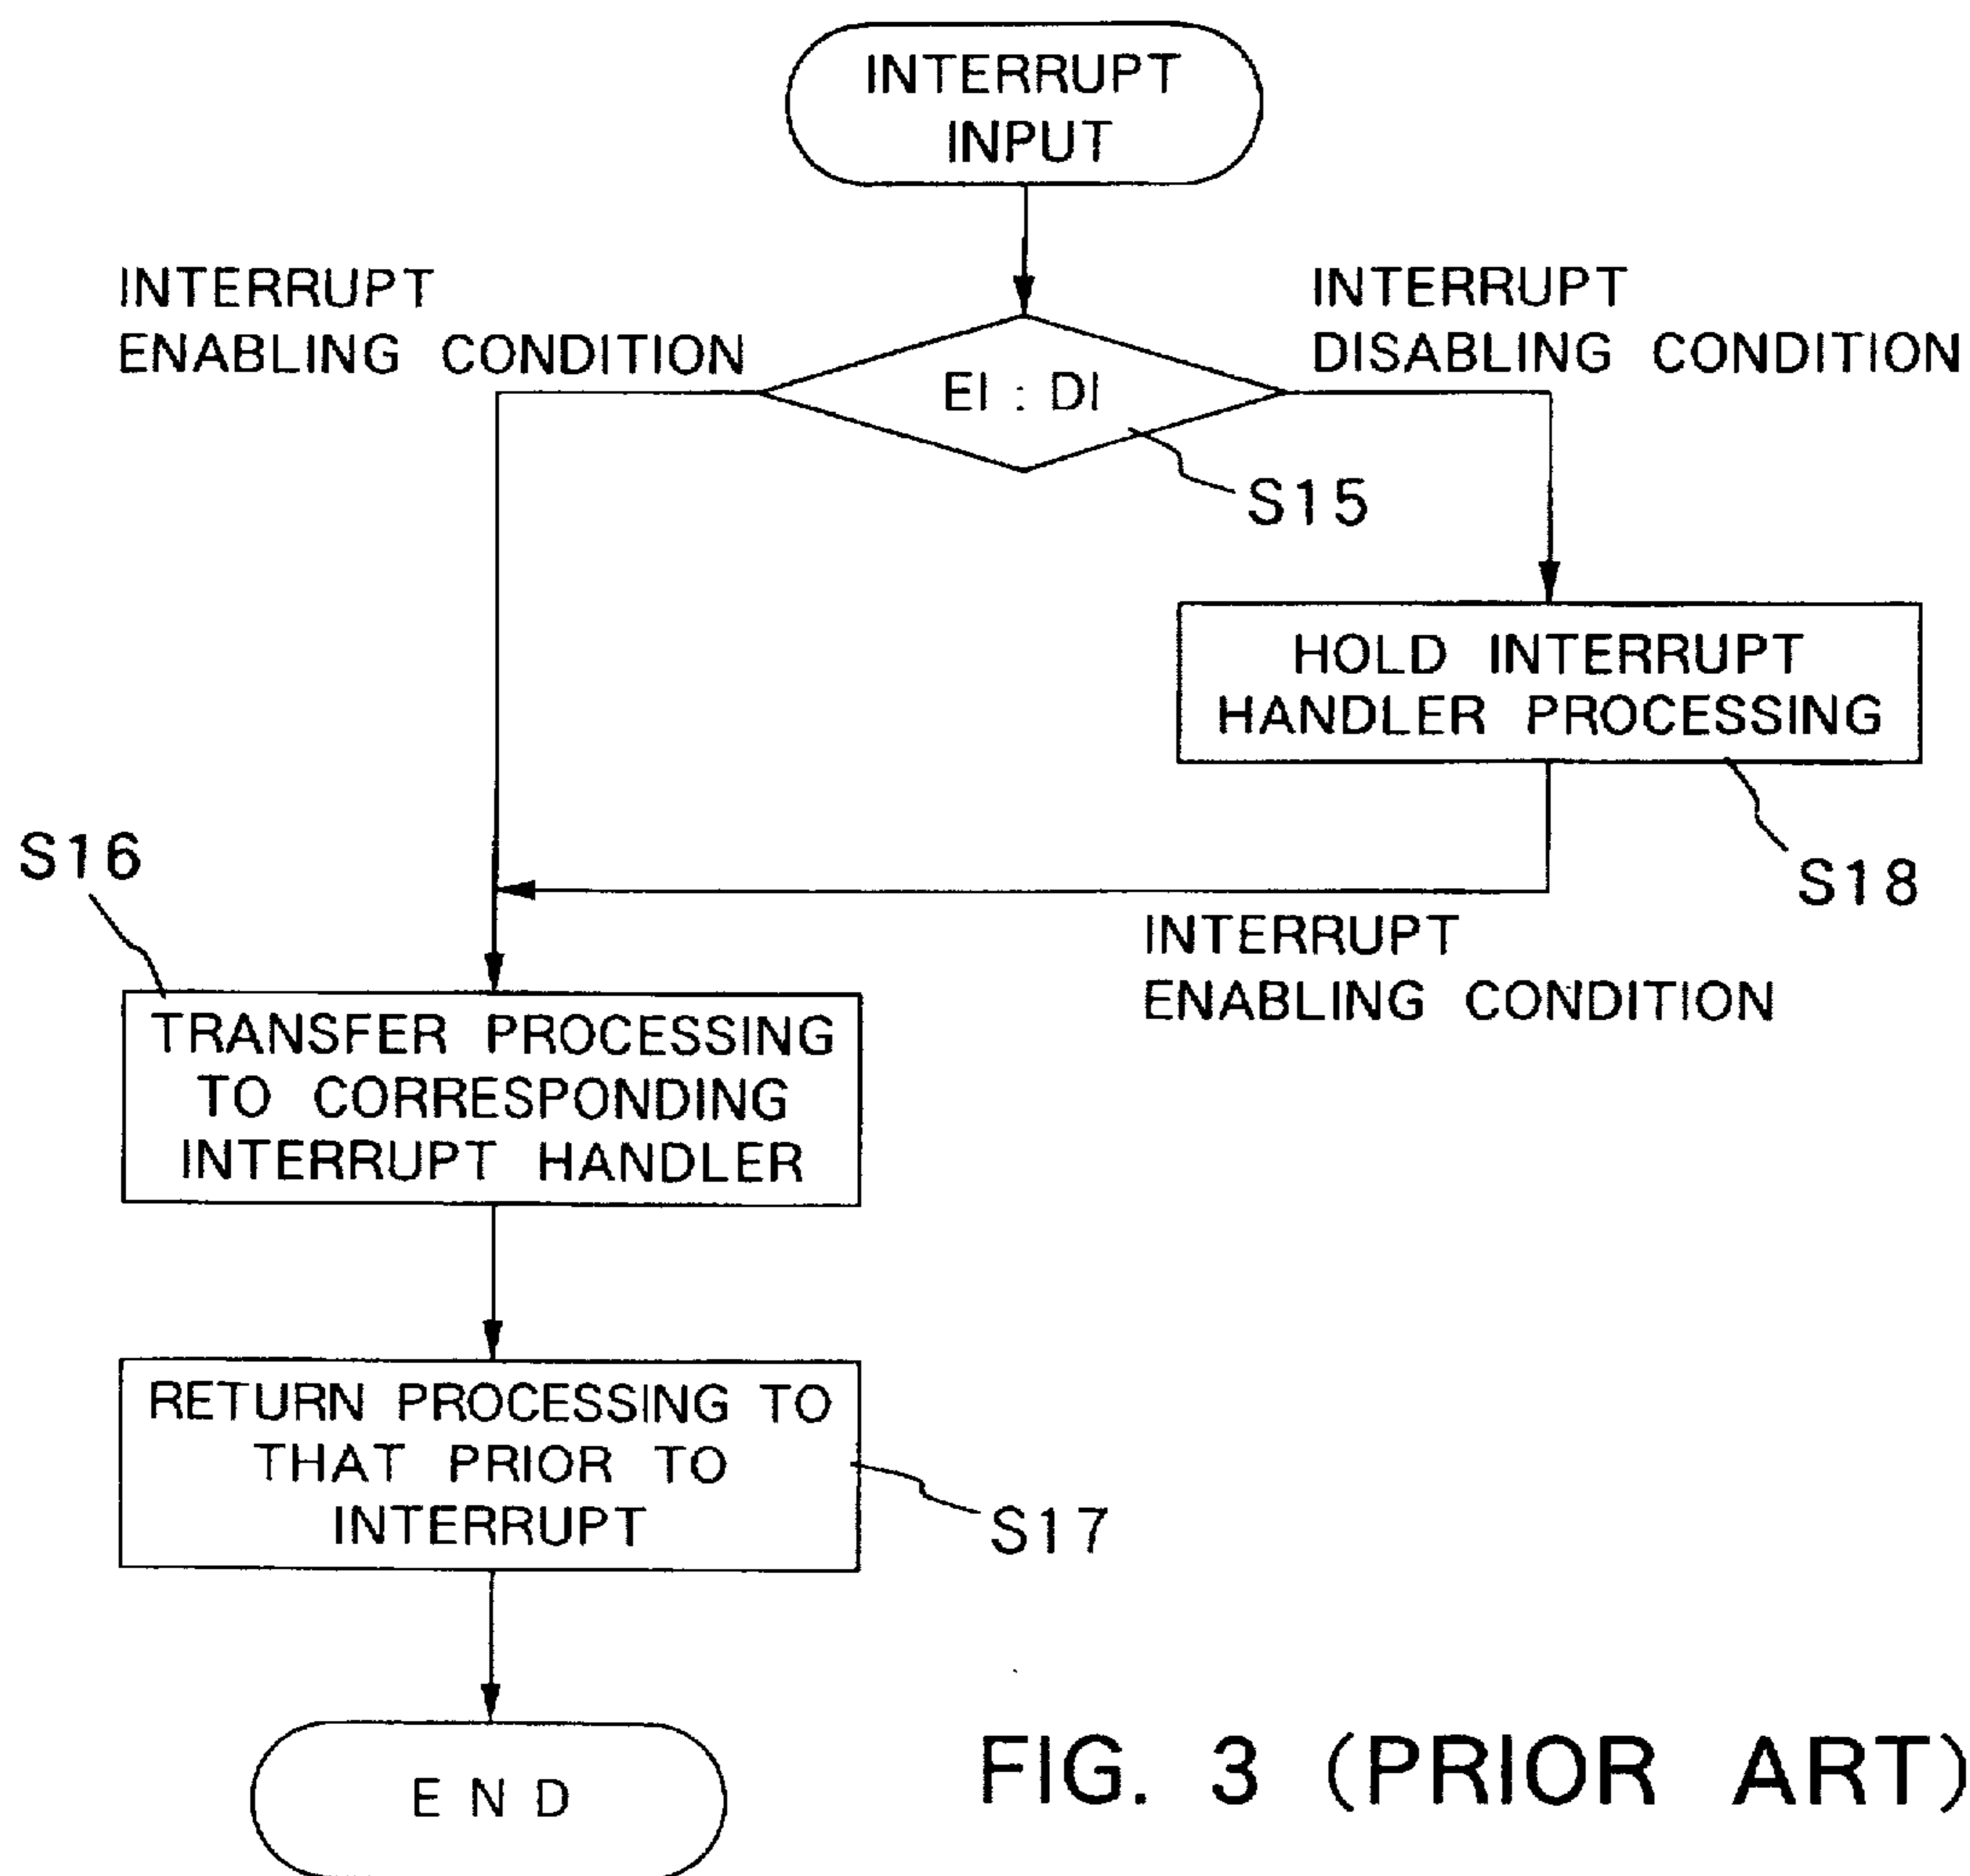 INTERRUPT
INPUT
INTERRUPT
ENABLING CONDITION
INTERRUPT
DISABLING CONDITION
EI : DI
S15
HOLD INTERRUPT
HANDLER PROCESSING
S18
S16
INTERRUPT
ENABLING CONDITION
TRANSFER PROCESSING
TO CORRESPONDING
INTERRUPT HANDLER
RETURN PROCESSING TO
THAT PRIOR TO
INTERRUPT
S17
END
FIG. 3 (PRIOR ART)